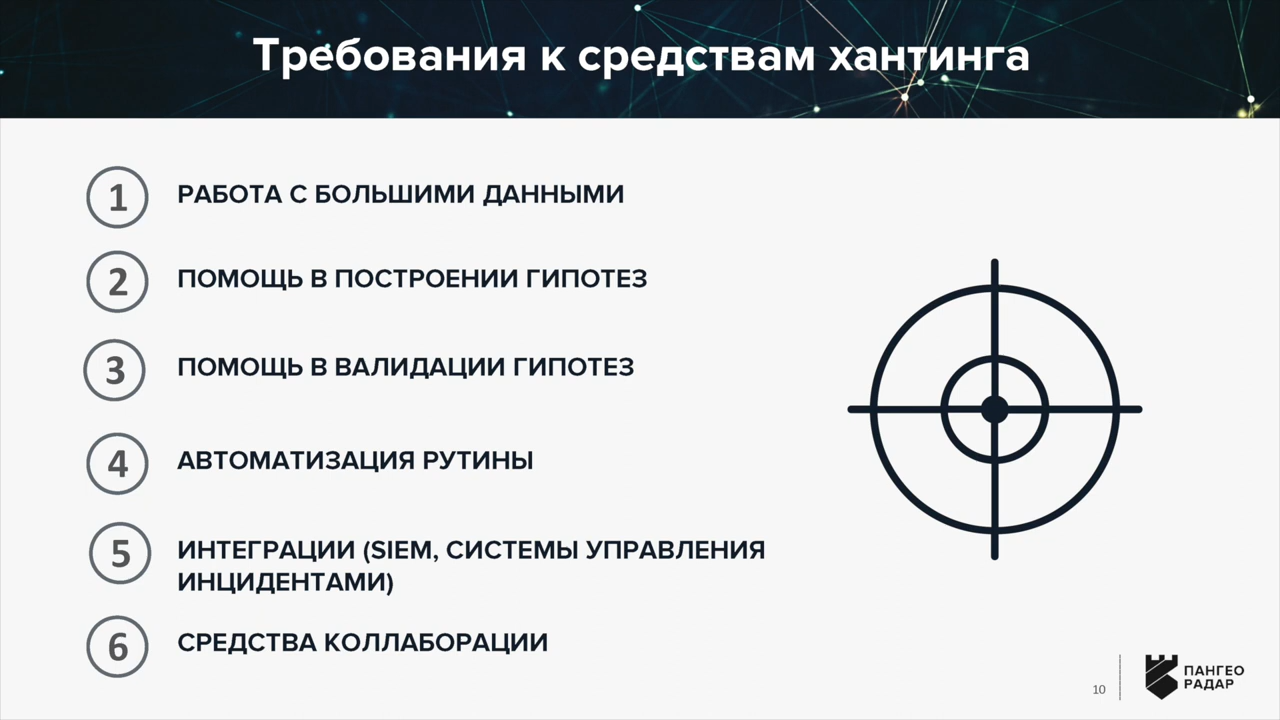 Требования к средствам хантинга
1 РАБОТА С БОЛЬШИМИ ДАННЫМИ
2 ПОМОЩЬ В ПОСТРОЕНИИ ГИПОТЕЗ
3 ПОМОЩЬ В ВАЛИДАЦИИ ГИПОТЕЗ
4 АВТОМАТИЗАЦИЯ РУТИНЫ
5 ИНТЕГРАЦИИ (SIEM, СИСТЕМЫ УПРАВЛЕНИЯ
ИНЦИДЕНТАМИ)
6 СРЕДСТВА КОЛЛАБОРАЦИИ
10
ПАНГЕО
РАДАР